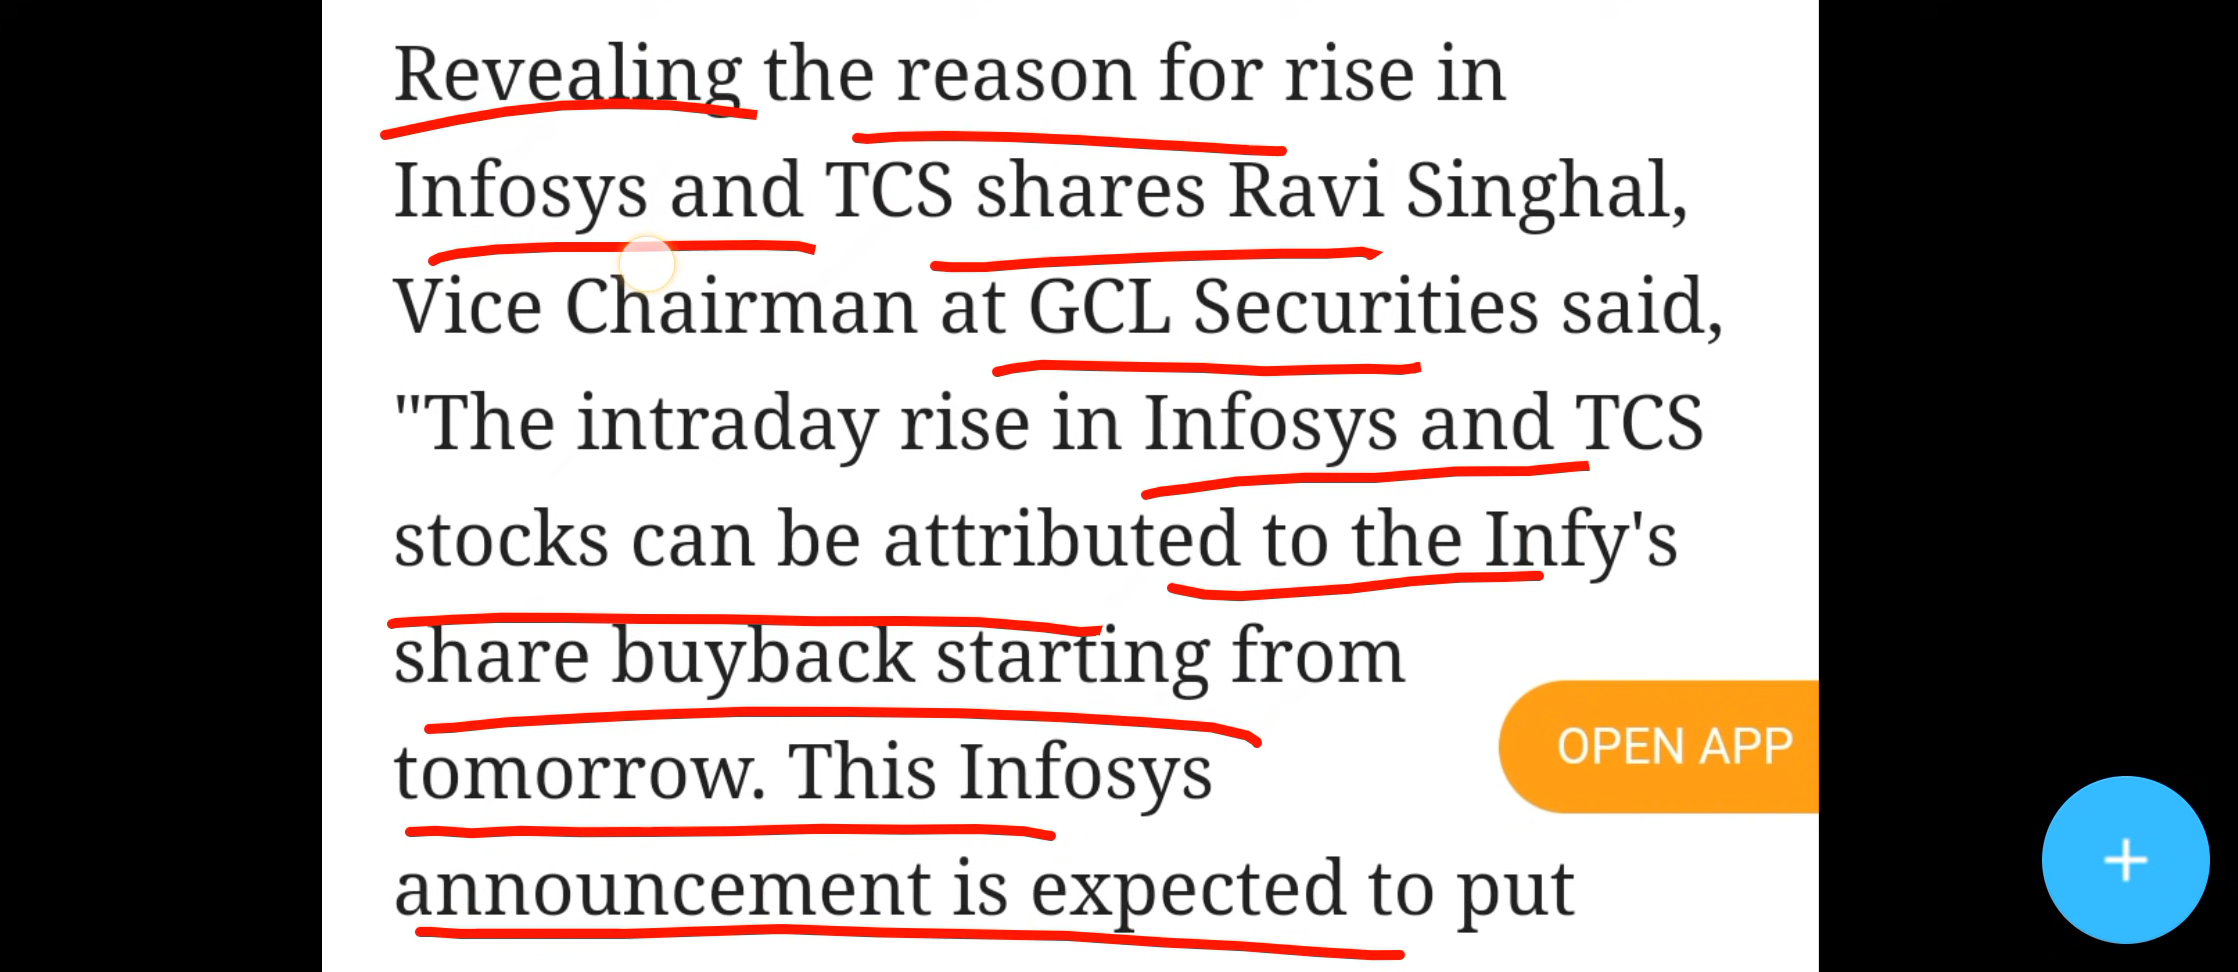 Revealing the reason for rise in
Infosys and TCS shares Ravi Singhal,
Vice Chairman at GCL Securities said,
"The intraday rise in Infosys and TCS
stocks can be attributed to the Infy's
share buyback starting from
tomorrow. This Infosys
OPEN APP
announcement is expected to put